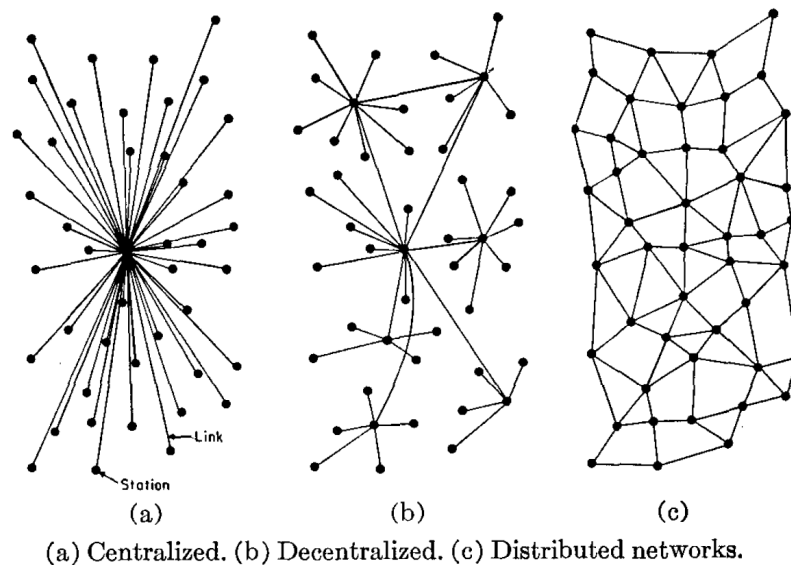 Link
Station
(a) (b) (c)
(a) Centralized. (b) Decentralized. (c) Distributed networks.